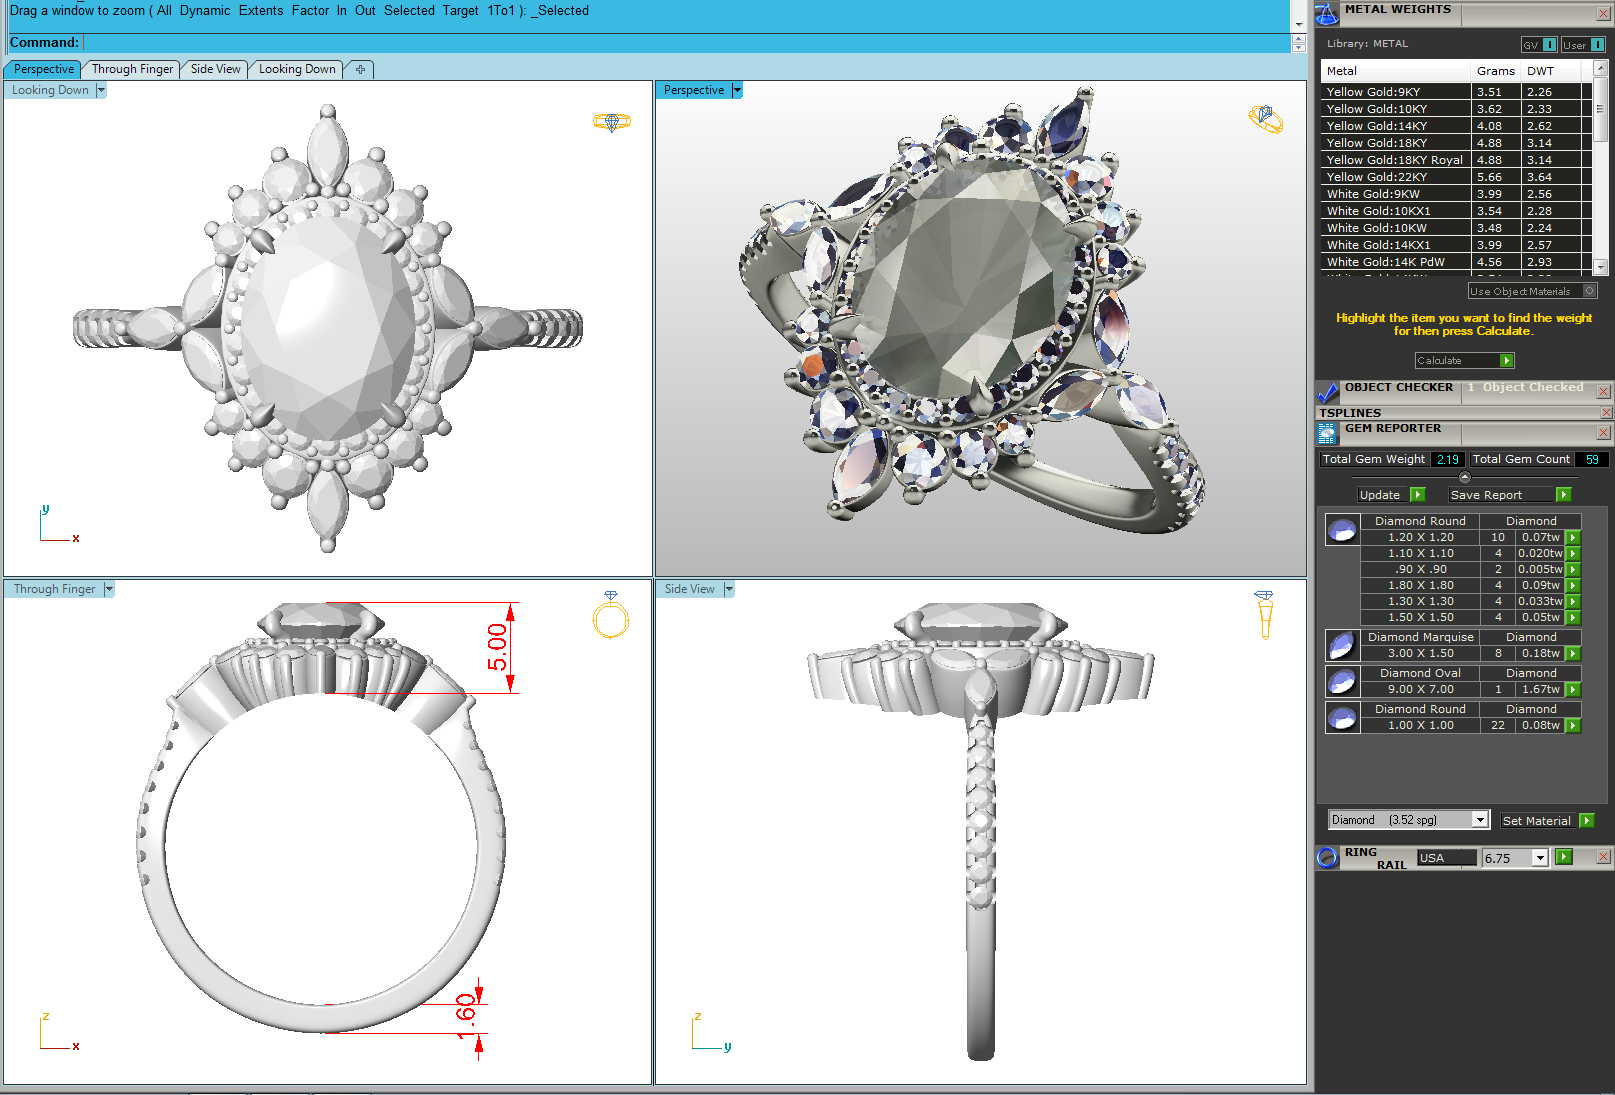 Drag a window to zoom ( All Dynamic Extents Factor In Out Selected Target 1To1 ): _Selected
Command:
Perspective Through Finger Side View Looking Down
Looking Down
Perspective
y
x
Through Finger
5.00
1.60
z
x
Side View
z
y
METAL WEIGHTS
Library: METAL GV I User I
Metal Grams DWT
Yellow Gold:9KY 3.51 2.26
Yellow Gold:10KY 3.62 2.33
Yellow Gold:14KY 4.08 2.62
Yellow Gold:18KY 4.88 3.14
Yellow Gold:18KY Royal 4.88 3.14
Yellow Gold:22KY 5.66 3.64
White Gold:9KW 3.99 2.56
White Gold:10KX1 3.54 2.28
White Gold:10KW 3.48 2.24
White Gold:14KX1 3.99 2.57
White Gold:14K PdW 4.56 2.93
Use Object Materials O
Highlight the item you want to find the weight
for then press Calculate.
Calculate
OBJECT CHECKER 1 Object Checked
TSPLINES
GEM REPORTER
Total Gem Weight 2.19 Total Gem Count 59
Update Save Report
Diamond Round Diamond
1.20 X 1.20 10 0.07tw
1.10 X 1.10 4 0.020tw
.90 X .90 2 0.005tw
1.80 X 1.80 4 0.09tw
1.30 X 1.30 4 0.033tw
1.50 X 1.50 4 0.05tw
Diamond Marquise Diamond
3.00 X 1.50 8 0.18tw
Diamond Oval Diamond
9.00 X 7.00 1 1.67tw
Diamond Round Diamond
1.00 X 1.00 22 0.08tw
Diamond (3.52 spg) Set Material
RING RAIL USA 6.75